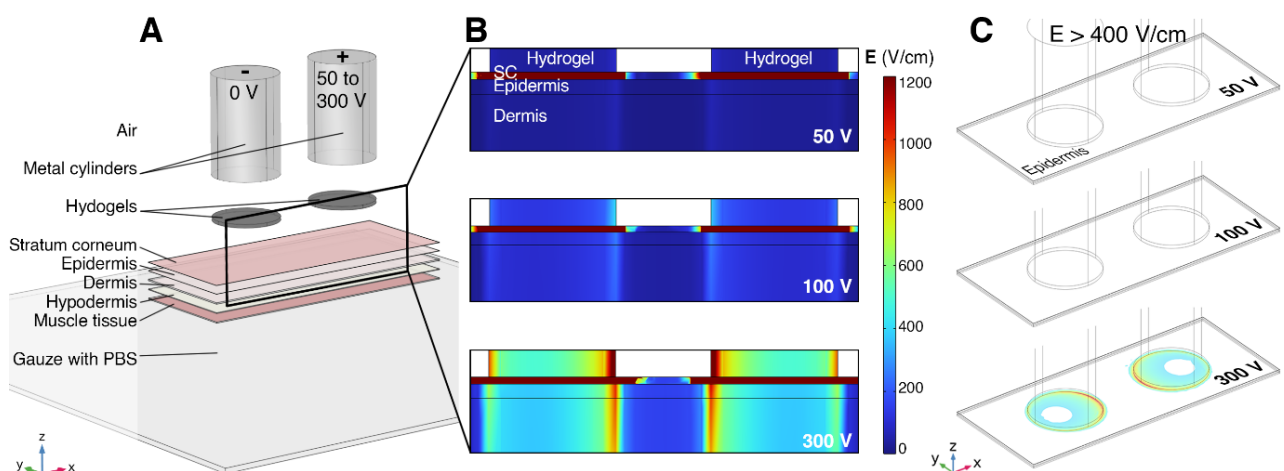 A
-
0 V
+
50 to
300 V
Air
Metal cylinders
Hydogels
Stratum corneum
Epidermis
Dermis
Hypodermis
Muscle tissue
Gauze with PBS
z
y
x
B
Hydrogel
Hydrogel
SC
Epidermis
Dermis
50 V
100 V
300 V
E (V/cm)
1200
1000
800
600
400
200
0
C
E > 400 V/cm
50 V
Epidermis
100 V
300 V
z
y
x